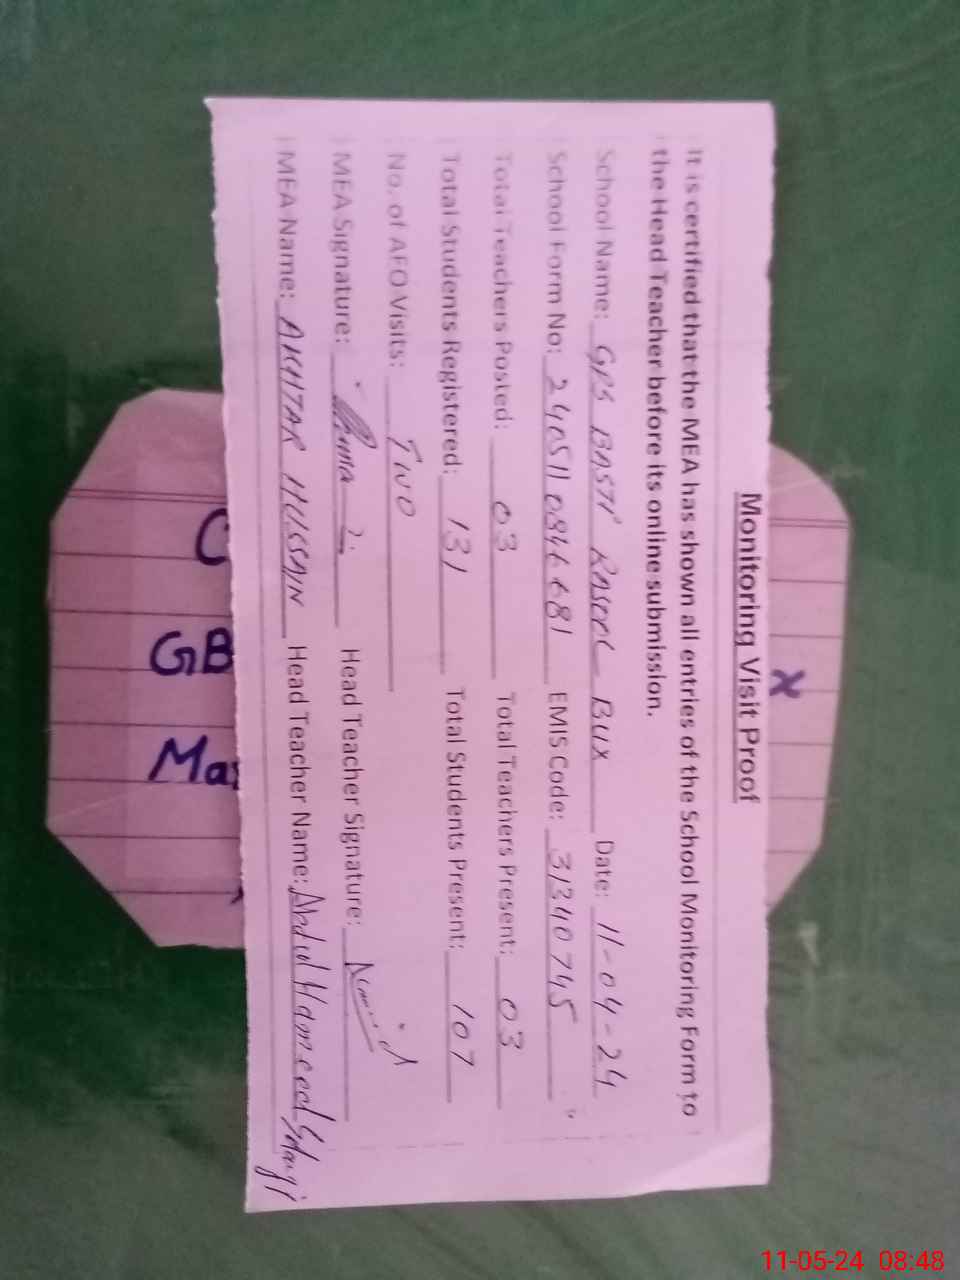 Monitoring Visit Proof
It is certified that the MEA has shown all entries of the School Monitoring Form to
the Head Teacher before its online submission.
School Name: GPS BASTI RASOOL BUX Date: 11-04-24
School Form No: 2405110846681 EMIS Code: 31340745
Total Teachers Posted: 03 Total Teachers Present: 03
Total Students Registered: 131 Total Students Present: 107
No. of AEO Visits: Two
MEA Signature: Head Teacher Signature:
MEA Name: AKHTAR HUSSAIN Head Teacher Name: Abdul Hameed
x
C
GB
Ma
11-05-24 08:48